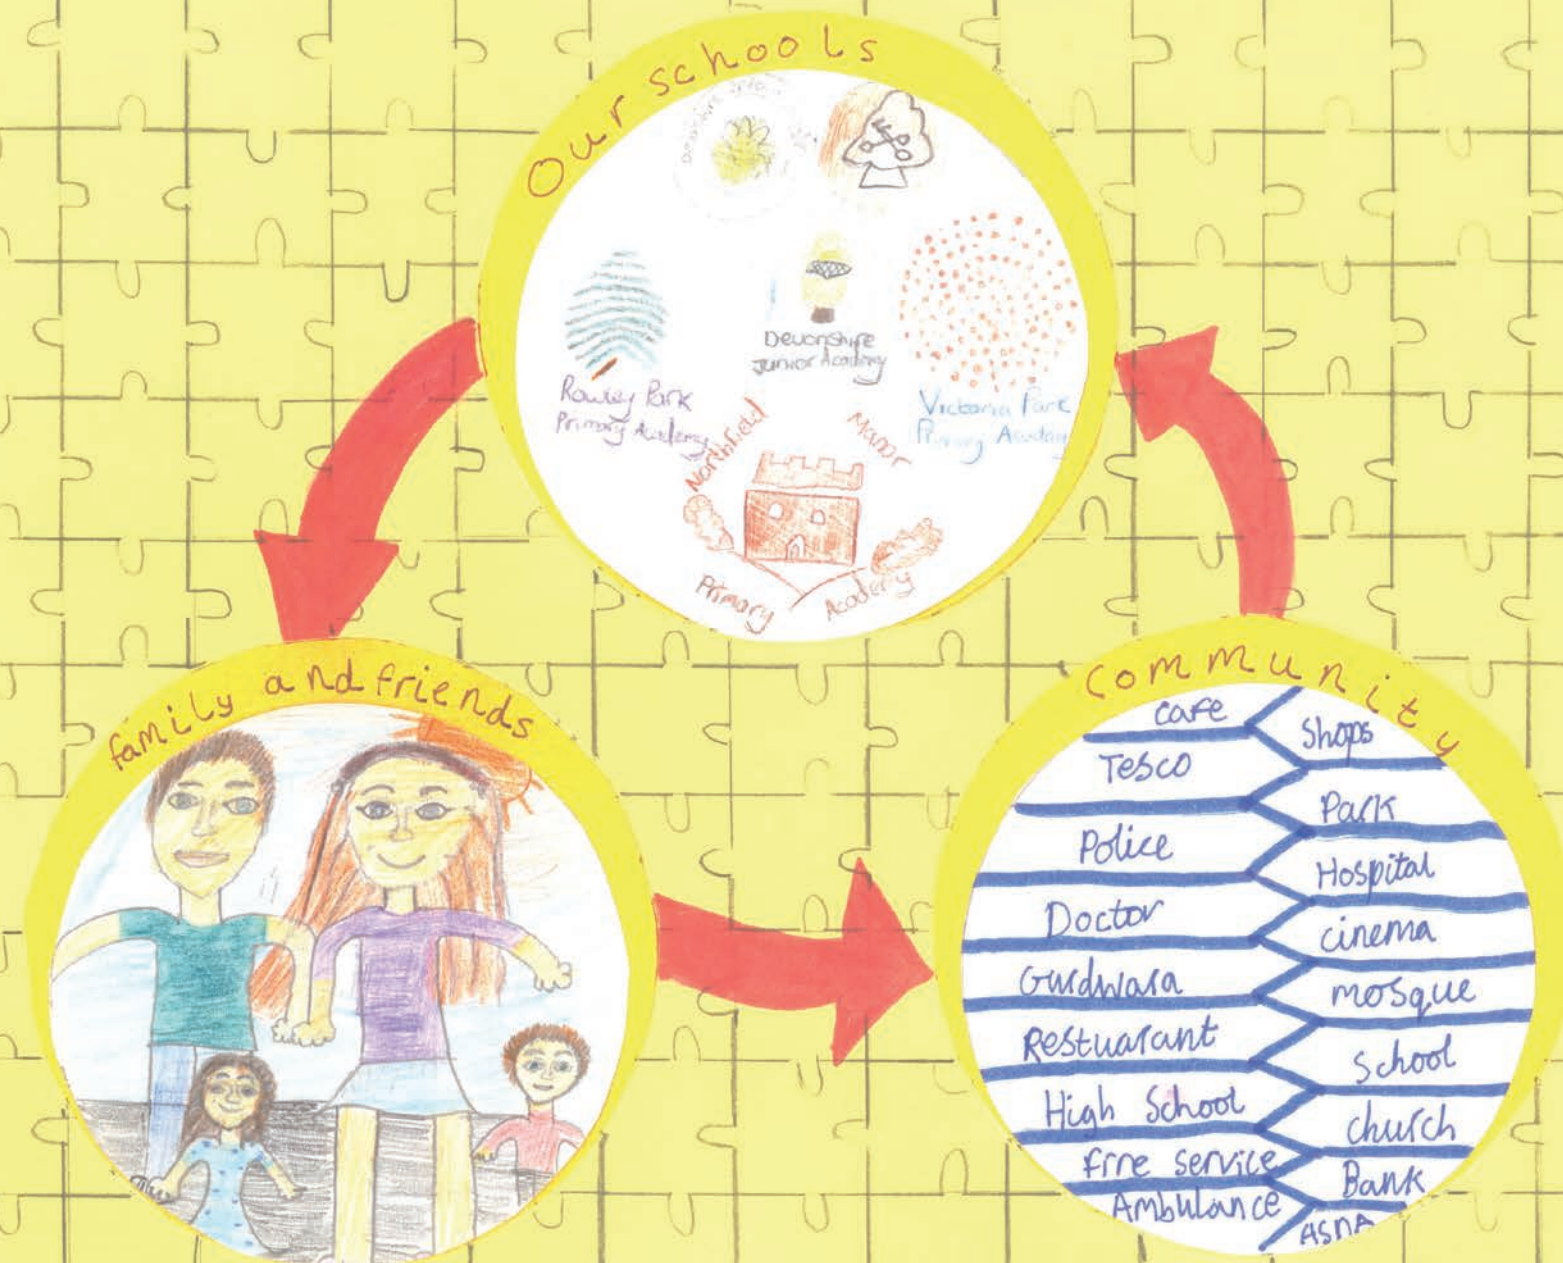 Our schools
Devonshire
Junior Academy
Rowley Park
Primary Academy
Victoria Park
Primary Academy
Northfield
Manor
Primary
Academy
family and friends
community
cafe
Shops
Tesco
Park
Police
Hospital
Doctor
cinema
Gurdwara
mosque
Restuarant
School
High School
church
fire service
Bank
Ambulance
ASDA